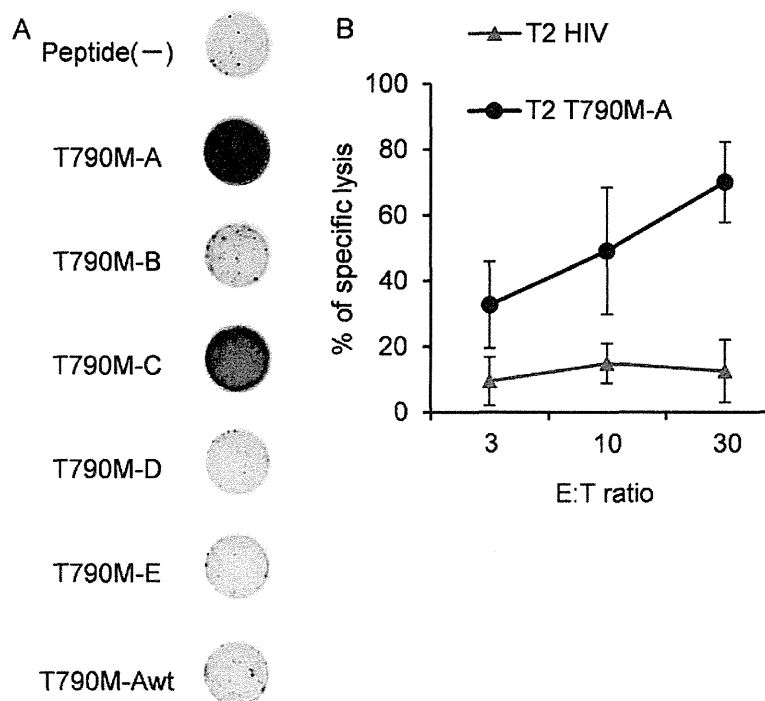 A
Peptide(—)
T790M-A
T790M-B
T790M-C
T790M-D
T790M-E
T790M-Awt
B
T2 HIV
T2 T790M-A
% of specific lysis
100
80
60
40
20
0
3 10 30
E:T ratio